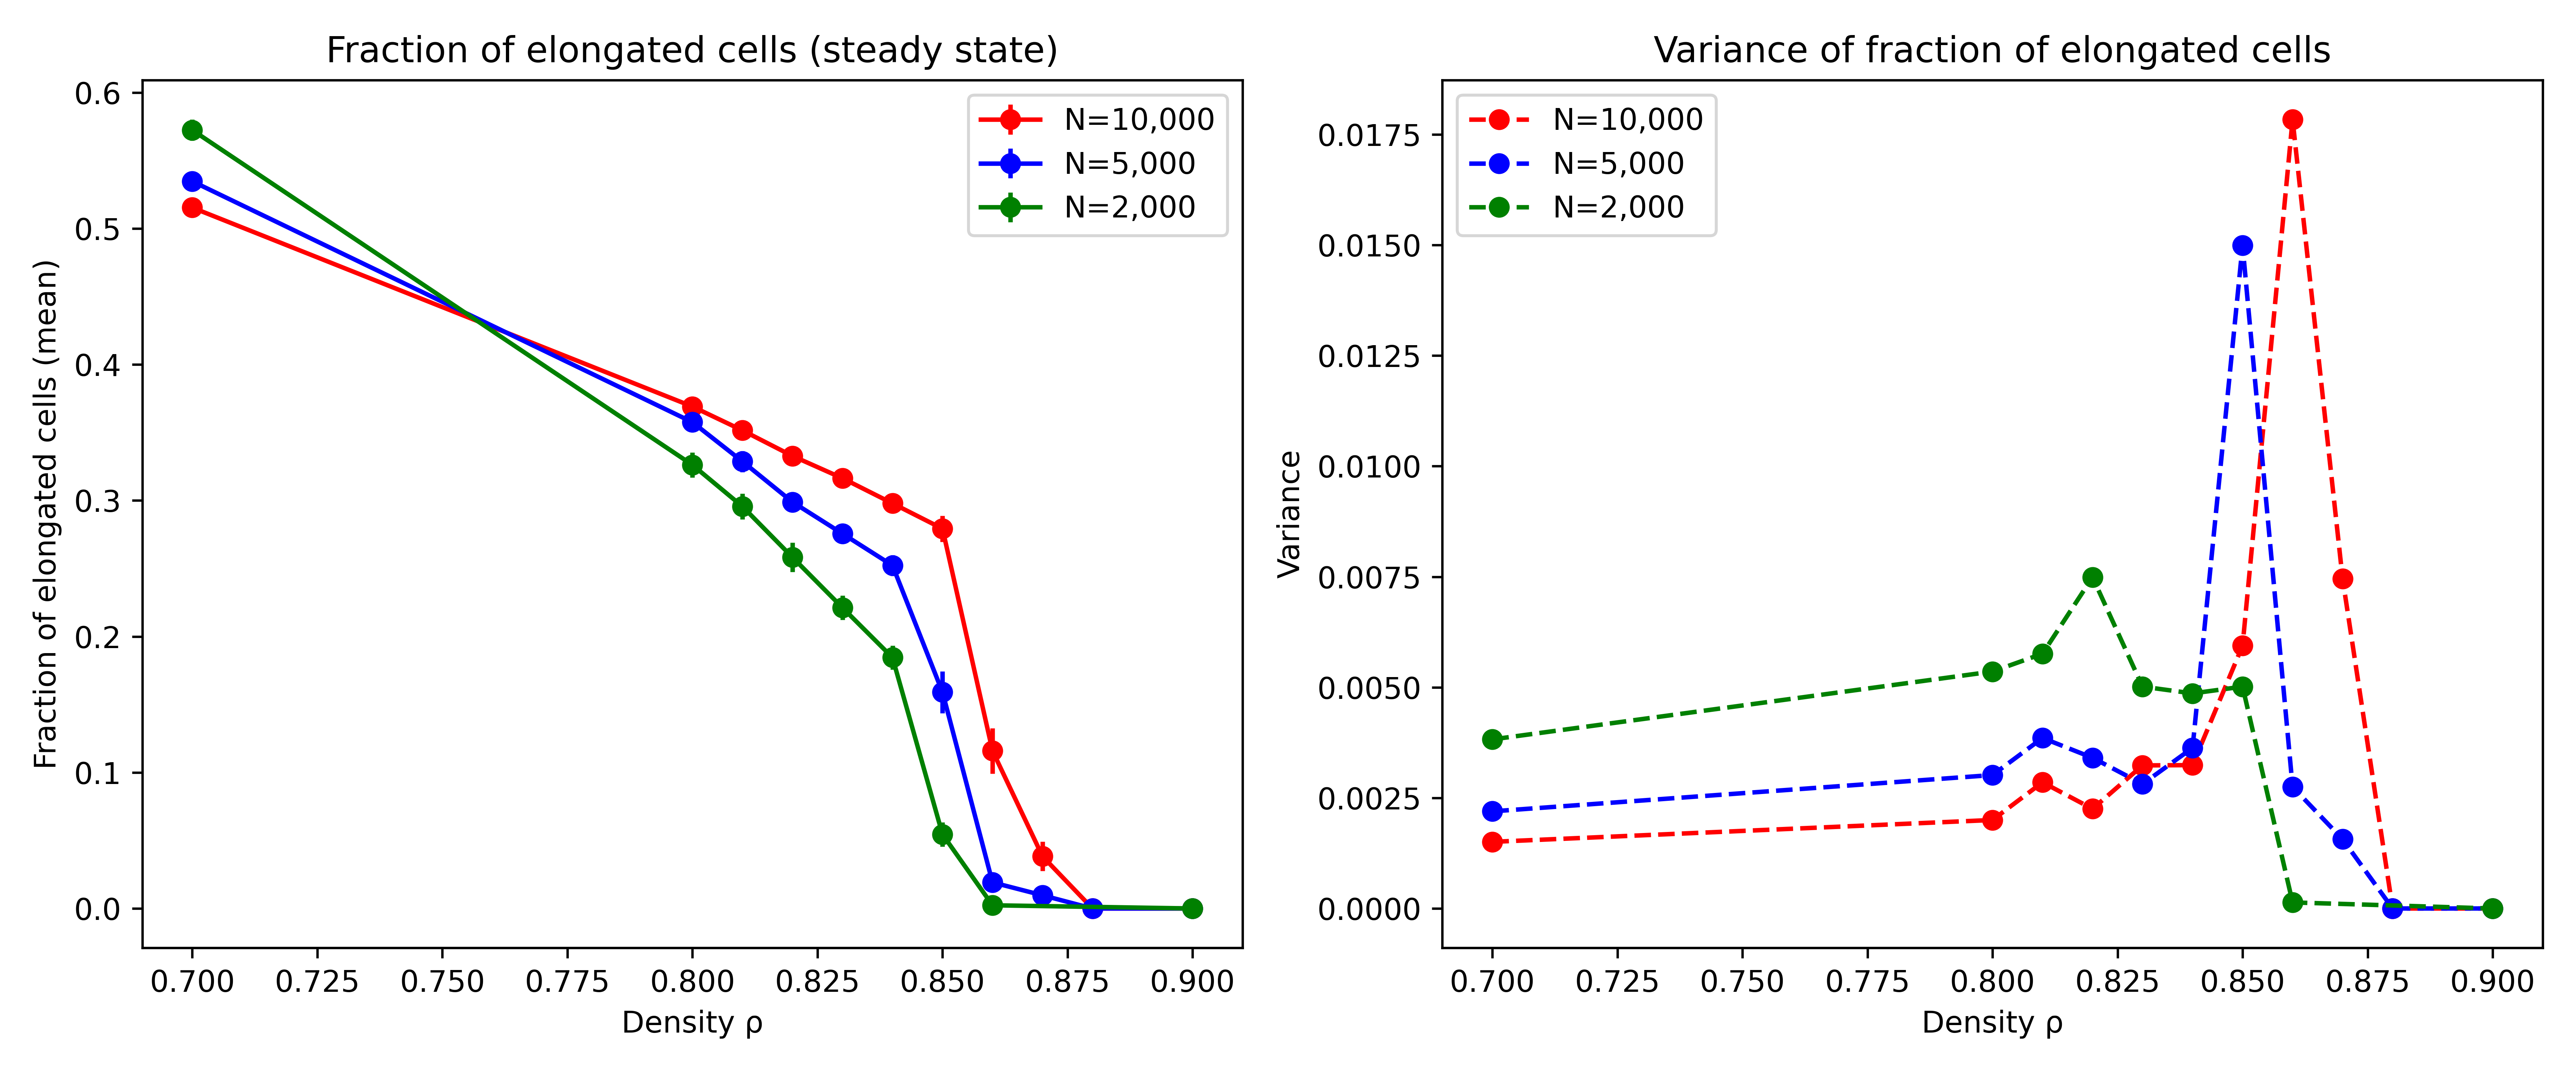 Fraction of elongated cells (steady state)
Fraction of elongated cells (mean)
0.6
0.5
0.4
0.3
0.2
0.1
0.0
N=10,000
N=5,000
N=2,000
0.700 0.725 0.750 0.775 0.800 0.825 0.850 0.875 0.900
Density ρ
Variance of fraction of elongated cells
Variance
0.0175
0.0150
0.0125
0.0100
0.0075
0.0050
0.0025
0.0000
N=10,000
N=5,000
N=2,000
0.700 0.725 0.750 0.775 0.800 0.825 0.850 0.875 0.900
Density ρ